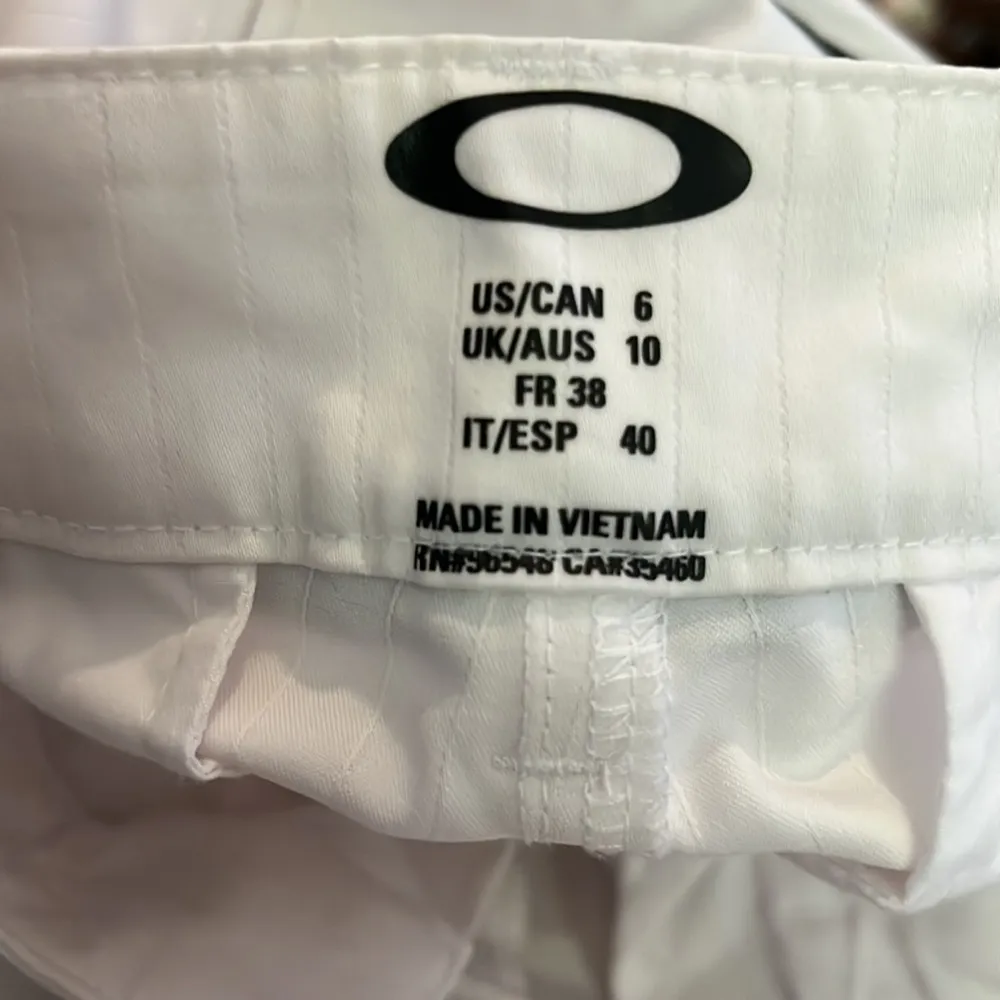 US/CAN 6
UK/AUS 10
FR 38
IT/ESP 40
MADE IN VIETNAM
RN#96548 CA#35460